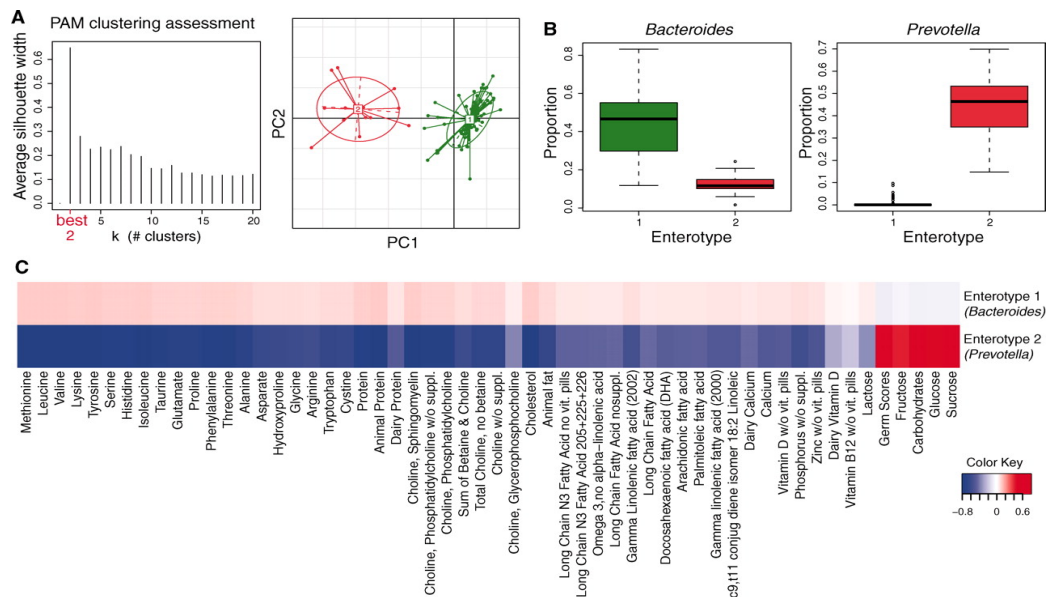 A
PAM clustering assessment
Average silhouette width
0.0 0.1 0.2 0.3 0.4 0.5 0.6
best
2
5 10 15 20
k (# clusters)
PC2
2
1
PC1
B
Bacteroides
Proportion
0.0 0.2 0.4 0.6 0.8
1 2
Enterotype
Prevotella
Proportion
0.0 0.1 0.2 0.3 0.4 0.5 0.6 0.7
1 2
Enterotype
C
Enterotype 1
(Bacteroides)
Enterotype 2
(Prevotella)
Methionine
Leucine
Valine
Lysine
Tyrosine
Serine
Histidine
Isoleucine
Taurine
Glutamate
Proline
Phenylalanine
Threonine
Alanine
Asparate
Hydroxyproline
Glycine
Arginine
Tryptophan
Cystine
Protein
Animal Protein
Dairy Protein
Choline, Sphingomyelin
Choline, Phosphatidylcholine w/o suppl.
Choline, Phosphatidylcholine
Sum of Betaine & Choline
Total Choline, no betaine
Choline w/o suppl.
Choline, Glycerophosphocholine
Cholesterol
Animal fat
Long Chain N3 Fatty Acid no vit. pills
Long Chain N3 Fatty Acid 205+225+226
Omega 3,no alpha−linolenic acid
Long Chain Fatty Acid nosuppl.
Gamma Linolenic fatty acid (2002)
Long Chain Fatty Acid
Docosahexaenoic fatty acid (DHA)
Arachidonic fatty acid
Palmitoleic fatty acid
Gamma linolenic fatty acid (2000)
c9,t11 conjug diene isomer 18:2 Linoleic
Dairy Calcium
Calcium
Vitamin D w/o vit. pills
Phosphorus w/o suppl.
Zinc w/o vit. pills
Dairy Vitamin D
Vitamin B12 w/o vit. pills
Lactose
Germ Scores
Fructose
Carbohydrates
Glucose
Sucrose
Color Key
−0.8 0 0.6